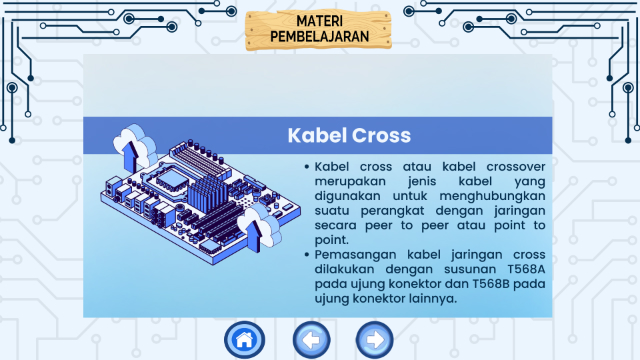 MATERI
PEMBELAJARAN
Kabel Cross
• Kabel cross atau kabel crossover
merupakan jenis kabel yang
digunakan untuk menghubungkan
suatu perangkat dengan jaringan
secara peer to peer atau point to
point.
• Pemasangan kabel jaringan cross
dilakukan dengan susunan T568A
pada ujung konektor dan T568B pada
ujung konektor lainnya.